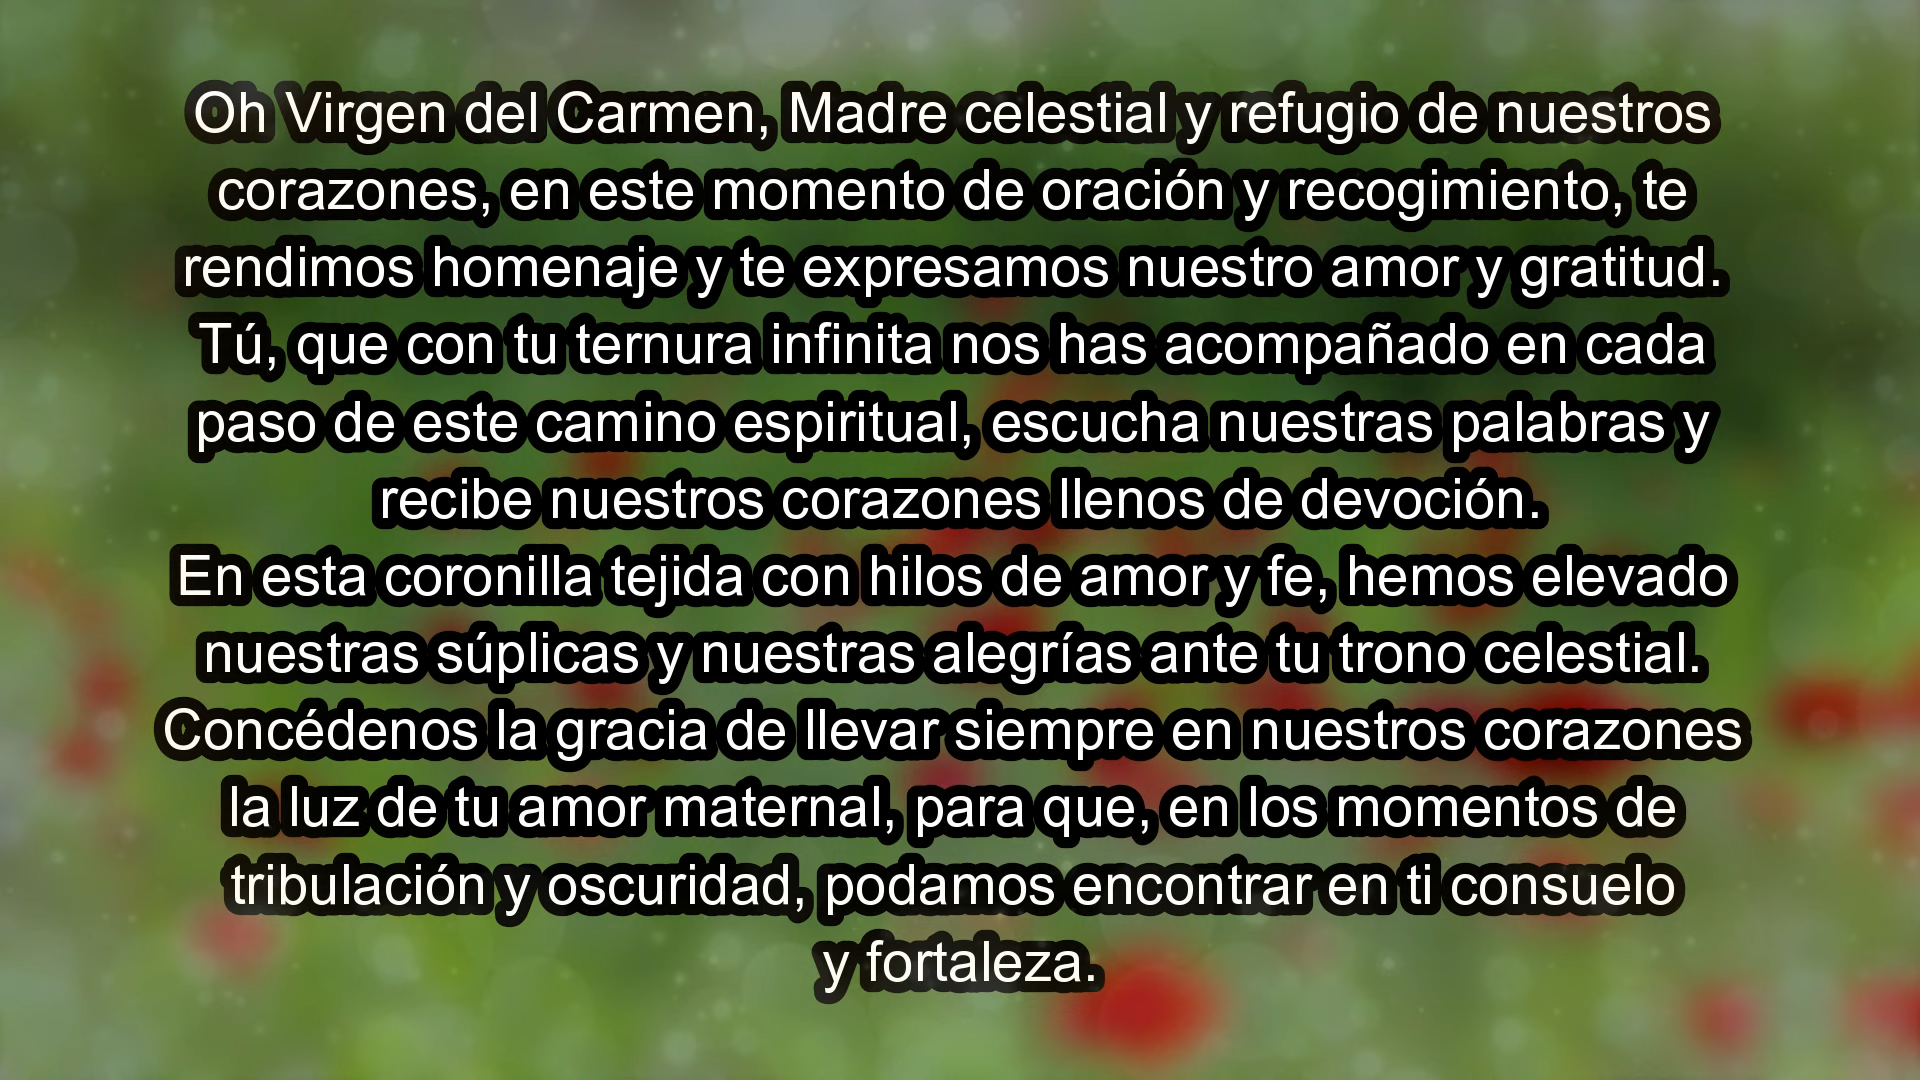 Oh Virgen del Carmen, Madre celestial y refugio de nuestros
corazones, en este momento de oración y recogimiento, te
rendimos homenaje y te expresamos nuestro amor y gratitud.
Tú, que con tu ternura infinita nos has acompañado en cada
paso de este camino espiritual, escucha nuestras palabras y
recibe nuestros corazones llenos de devoción.
En esta coronilla tejida con hilos de amor y fe, hemos elevado
nuestras súplicas y nuestras alegrías ante tu trono celestial.
Concédenos la gracia de llevar siempre en nuestros corazones
la luz de tu amor maternal, para que, en los momentos de
tribulación y oscuridad, podamos encontrar en ti consuelo
y fortaleza.